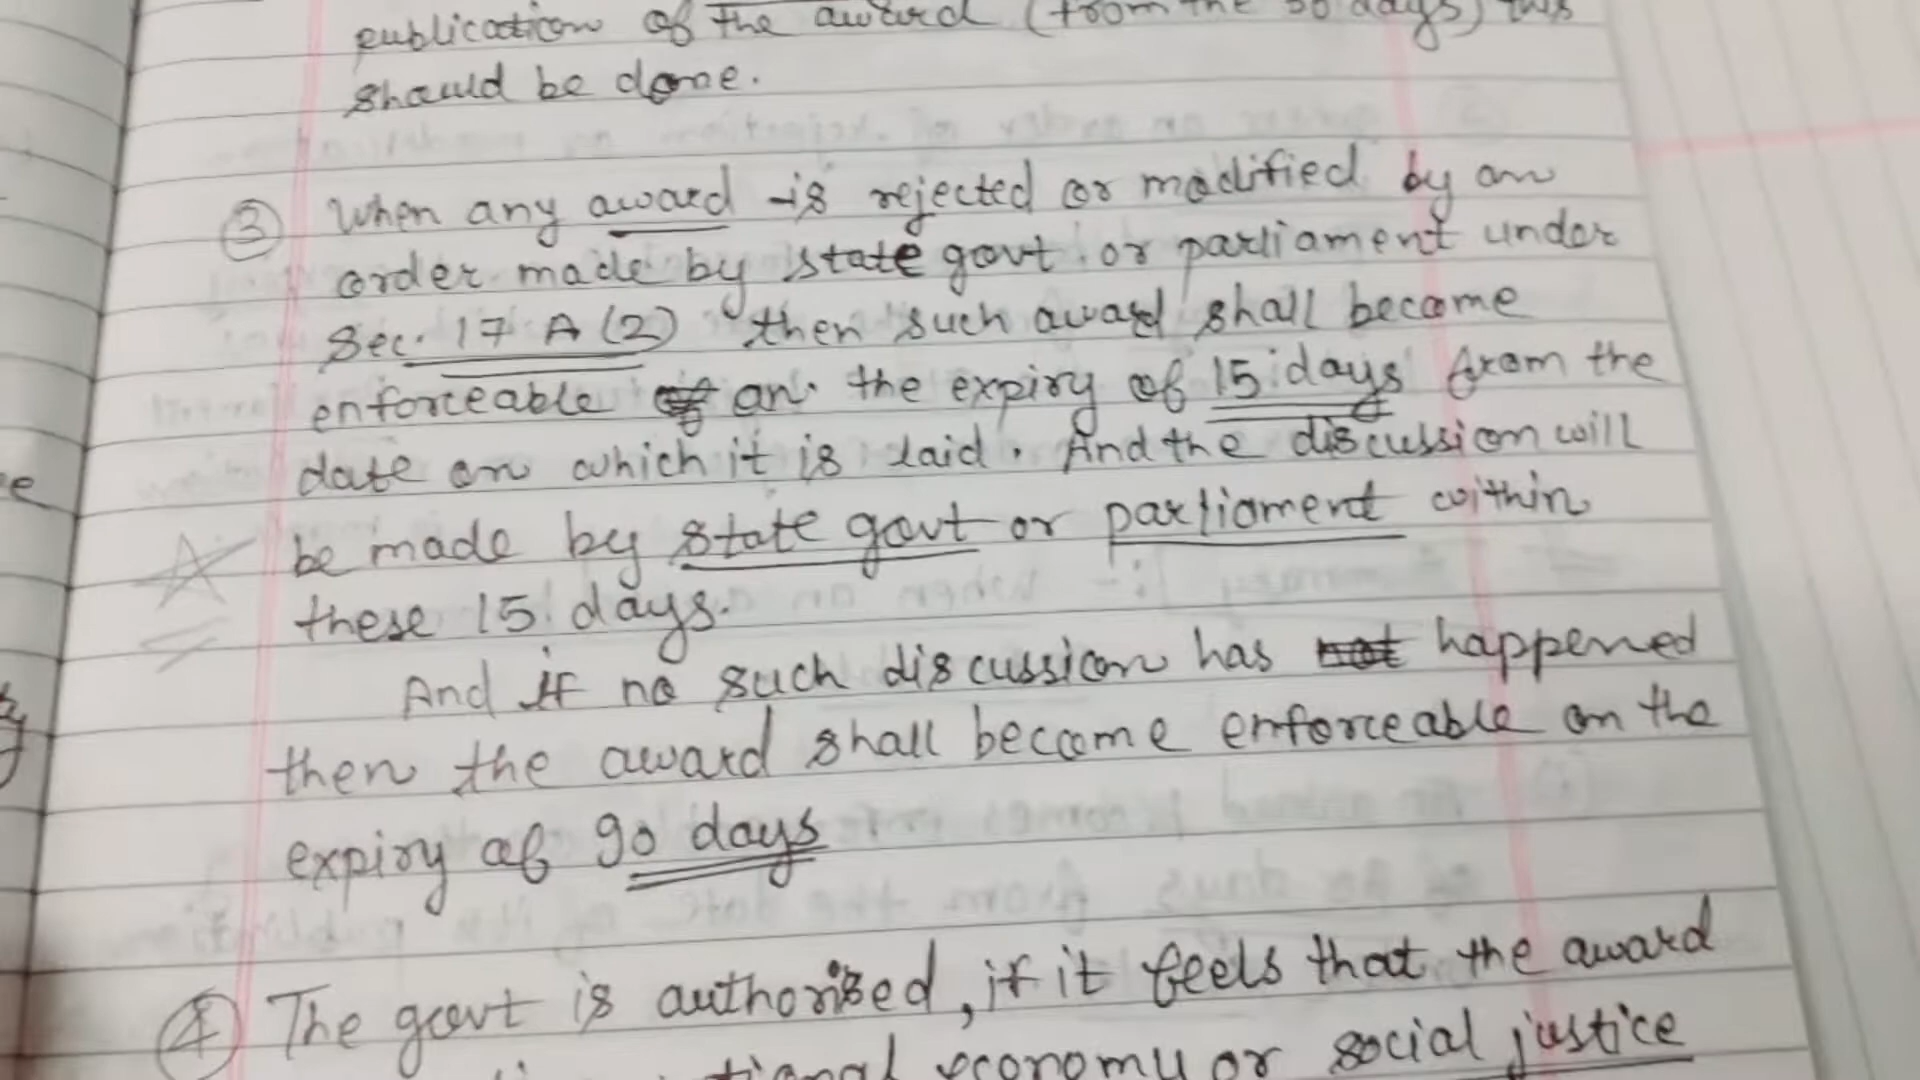 publication of the award (from the 30 days) this
should be done.
③ When any award is rejected or modified by an
order made by state govt. or parliament under
Sec. 17 A (2) then such award shall become
enforceable on the expiry of 15 days from the
date on which it is laid. And the discussion will
be made by state govt or parliament within
these 15 days.
And if no such discussion has not happened
then the award shall become enforceable on the
expiry of 90 days
④ The govt is authorised, if it feels that the award
economy or social justice